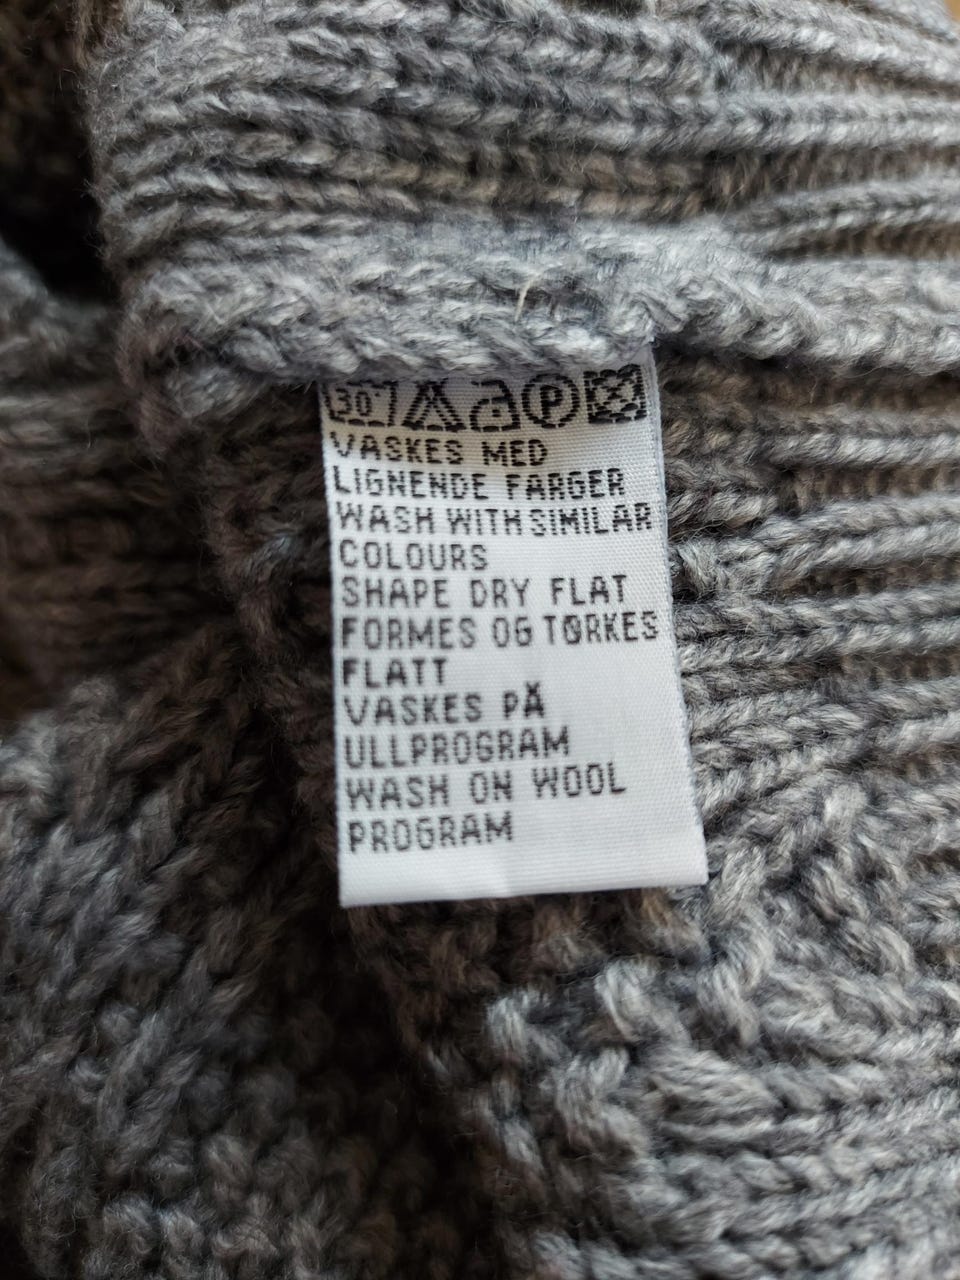 30°
P
VASKES MED
LIGNENDE FARGER
WASH WITH SIMILAR
COLOURS
SHAPE DRY FLAT
FORMES OG TØRKES
FLATT
VASKES PÅ
ULLPROGRAM
WASH ON WOOL
PROGRAM